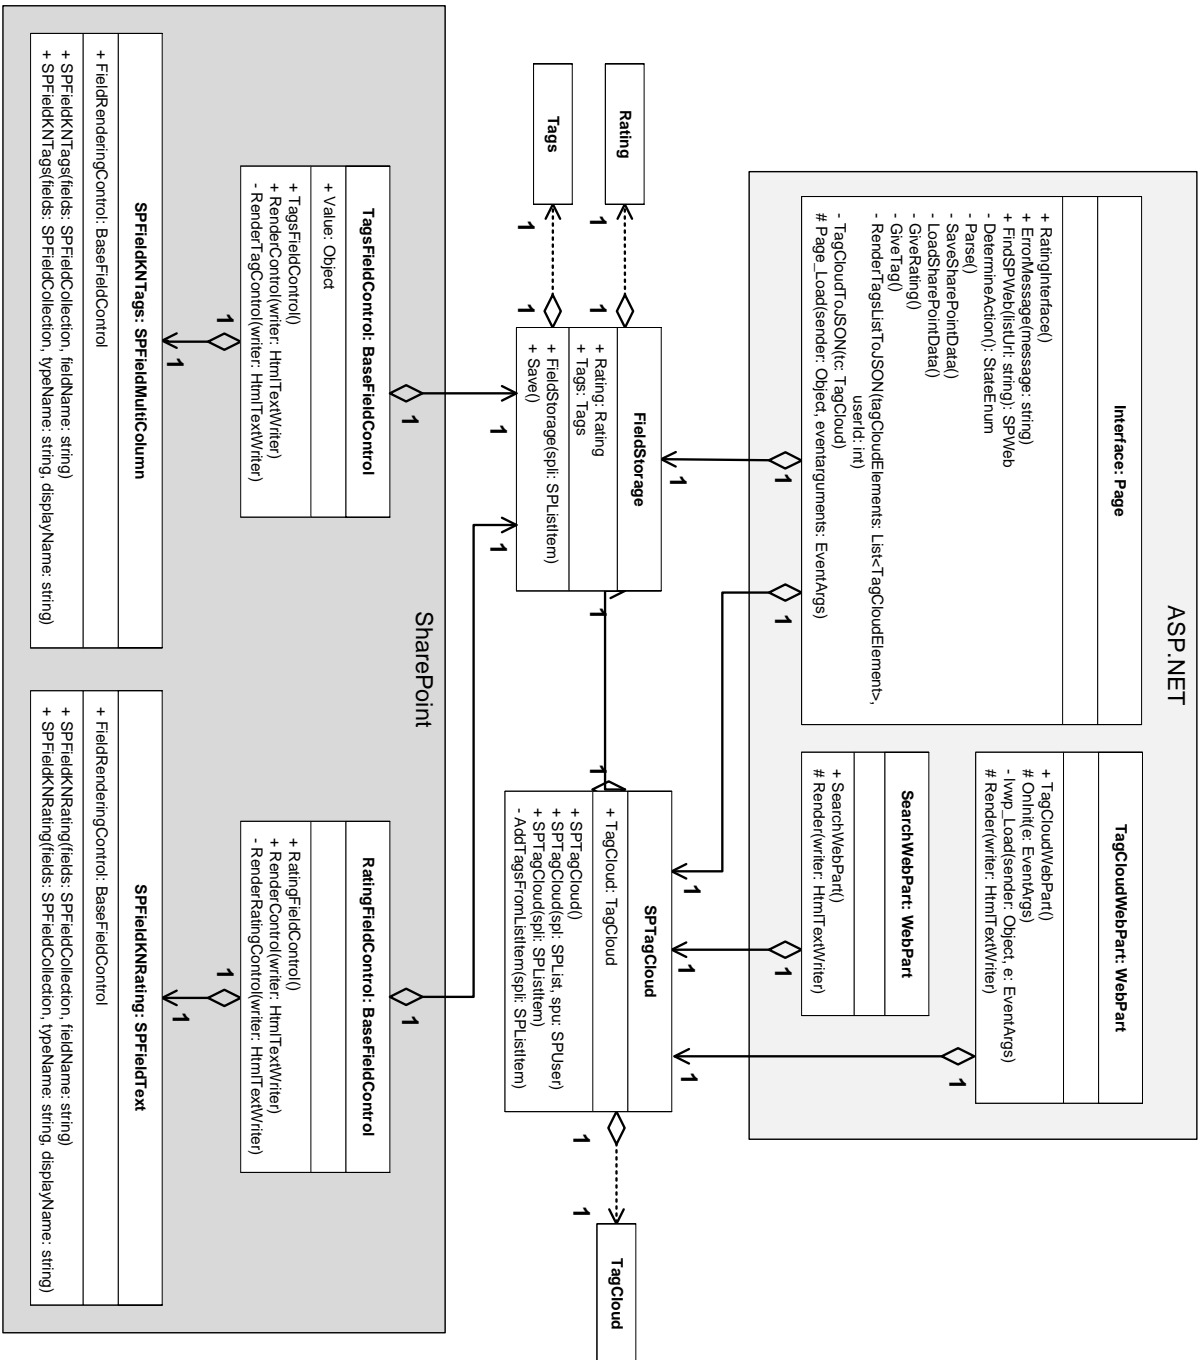 ASP.NET
Interface: Page
+ RatingInterface()
+ ErrorMessage(message: string)
+ FindSPWeb(listUrl: string): SPWeb
- DetermineAction(): StateEnum
- Parse()
- SaveSharePointData()
- LoadSharePointData()
- GiveRating()
- GiveTag()
- RenderTagsListToJSON(tagCloudElements: List<TagCloudElement>,
userId: int)
- TagCloudToJSON(tc: TagCloud)
# Page_Load(sender: Object, eventarguments: EventArgs)
TagCloudWebPart: WebPart
+ TagCloudWebPart()
# OnInit(e: EventArgs)
- lvwp_Load(sender: Object, e: EventArgs)
# Render(writer: HtmlTextWriter)
SearchWebPart: WebPart
+ SearchWebPart()
# Render(writer: HtmlTextWriter)
1
1
1
1
1
1
1
1
Rating
1
1
Tags
1
1
FieldStorage
+ Rating: Rating
+ Tags: Tags
+ FieldStorage(spli: SPListItem)
+ Save()
1
1
SPTagCloud
+ TagCloud: TagCloud
+ SPTagCloud()
+ SPTagCloud(spl: SPList, spu: SPUser)
+ SPTagCloud(spli: SPListItem)
- AddTagsFromListItem(spli: SPListItem)
1
1
TagCloud
1
1
1
1
SharePoint
TagsFieldControl: BaseFieldControl
+ Value: Object
+ TagsFieldControl()
+ RenderControl(writer: HtmlTextWriter)
- RenderTagControl(writer: HtmlTextWriter)
RatingFieldControl: BaseFieldControl
+ RatingFieldControl()
+ RenderControl(writer: HtmlTextWriter)
- RenderRatingControl(writer: HtmlTextWriter)
1
1
1
1
SPFieldKNTags: SPFieldMultiColumn
+ FieldRenderingControl: BaseFieldControl
+ SPFieldKNTags(fields: SPFieldCollection, fieldName: string)
+ SPFieldKNTags(fields: SPFieldCollection, typeName: string, displayName: string)
SPFieldKNRating: SPFieldText
+ FieldRenderingControl: BaseFieldControl
+ SPFieldKNRating(fields: SPFieldCollection, fieldName: string)
+ SPFieldKNRating(fields: SPFieldCollection, typeName: string, displayName: string)